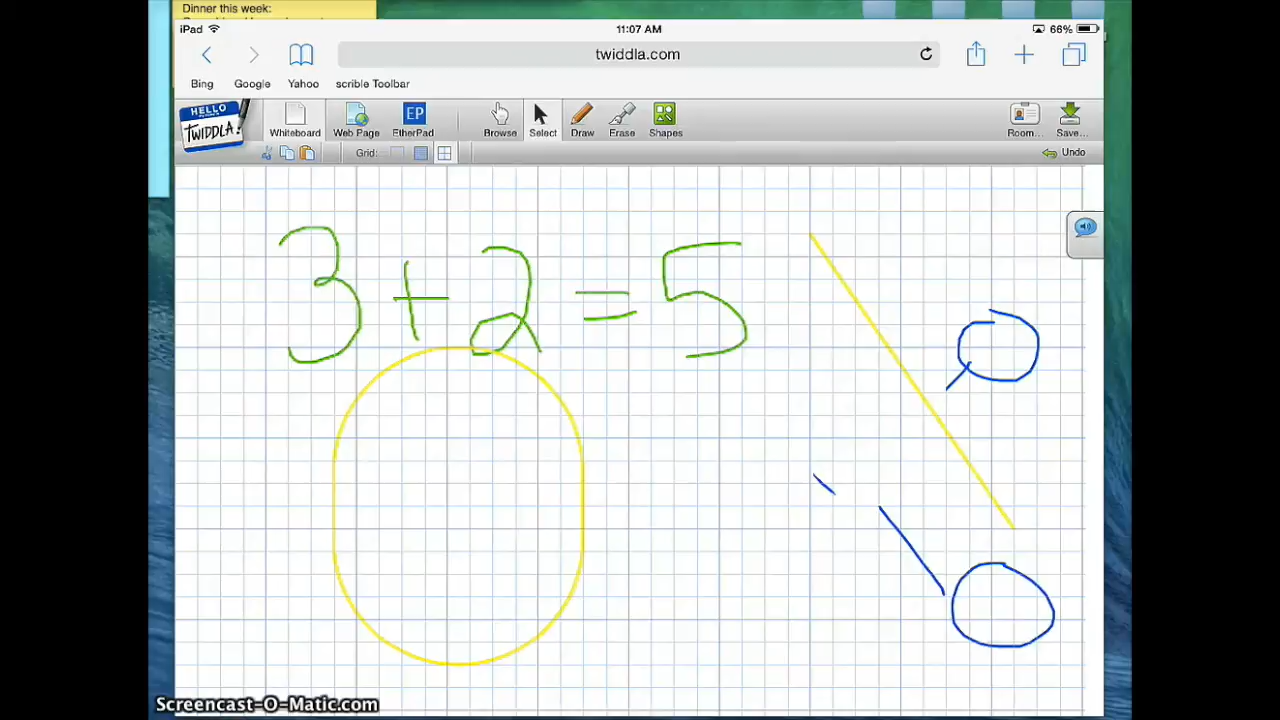 Dinner this week:
iPad 11:07 AM 66%
twiddla.com
Bing Google Yahoo scrible Toolbar
HELLO
TWIDDLA!
Whiteboard Web Page EP EtherPad Browse Select Draw Erase Shapes Room... Save...
Grid: Undo
3+2=5
Screencast-O-Matic.com